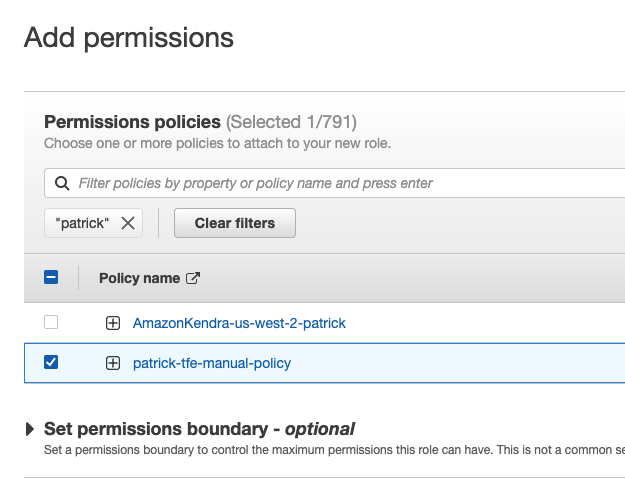 Add permissions
Permissions policies (Selected 1/791)
Choose one or more policies to attach to your new role.
Filter policies by property or policy name and press enter
"patrick"
Clear filters
Policy name
AmazonKendra-us-west-2-patrick
patrick-tfe-manual-policy
Set permissions boundary - optional
Set a permissions boundary to control the maximum permissions this role can have. This is not a common se